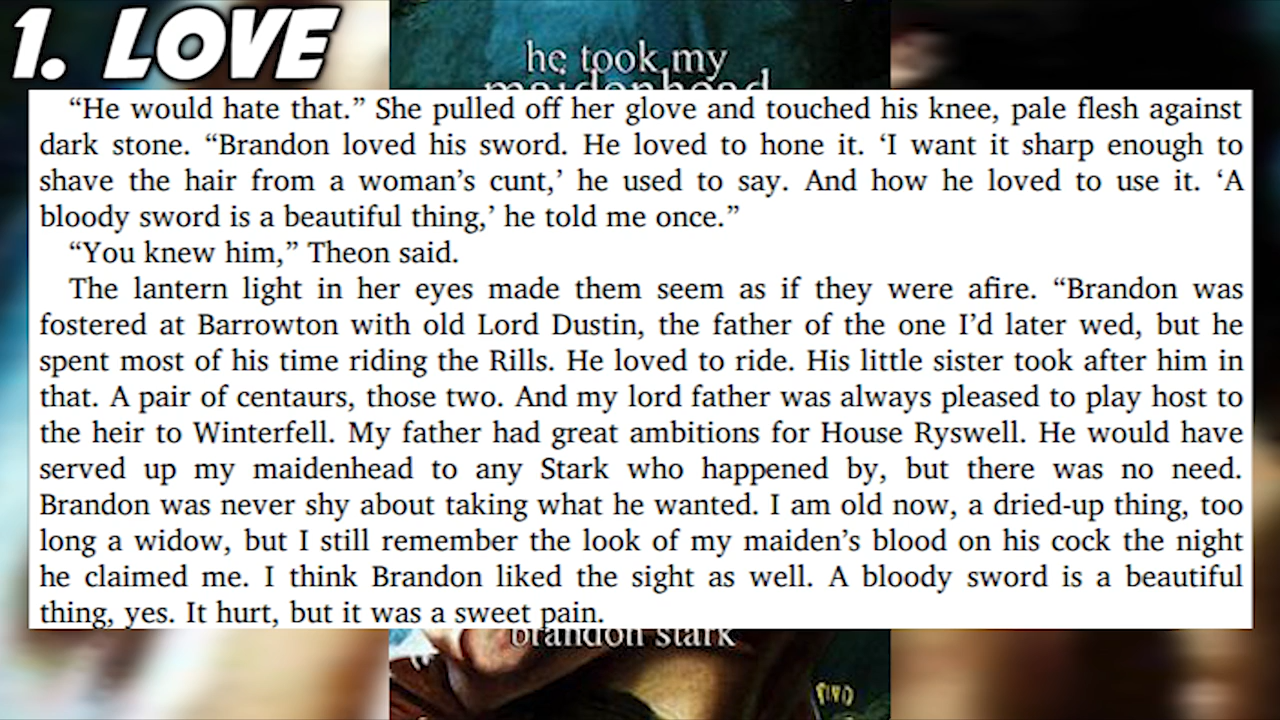 1. LOVE
he took my
maidenhead
“He would hate that.” She pulled off her glove and touched his knee, pale flesh against
dark stone. “Brandon loved his sword. He loved to hone it. ‘I want it sharp enough to
shave the hair from a woman’s cunt,’ he used to say. And how he loved to use it. ‘A
bloody sword is a beautiful thing,’ he told me once.”
“You knew him,” Theon said.
The lantern light in her eyes made them seem as if they were afire. “Brandon was
fostered at Barrowton with old Lord Dustin, the father of the one I’d later wed, but he
spent most of his time riding the Rills. He loved to ride. His little sister took after him in
that. A pair of centaurs, those two. And my lord father was always pleased to play host to
the heir to Winterfell. My father had great ambitions for House Ryswell. He would have
served up my maidenhead to any Stark who happened by, but there was no need.
Brandon was never shy about taking what he wanted. I am old now, a dried-up thing, too
long a widow, but I still remember the look of my maiden’s blood on his cock the night
he claimed me. I think Brandon liked the sight as well. A bloody sword is a beautiful
thing, yes. It hurt, but it was a sweet pain.
brandon stark